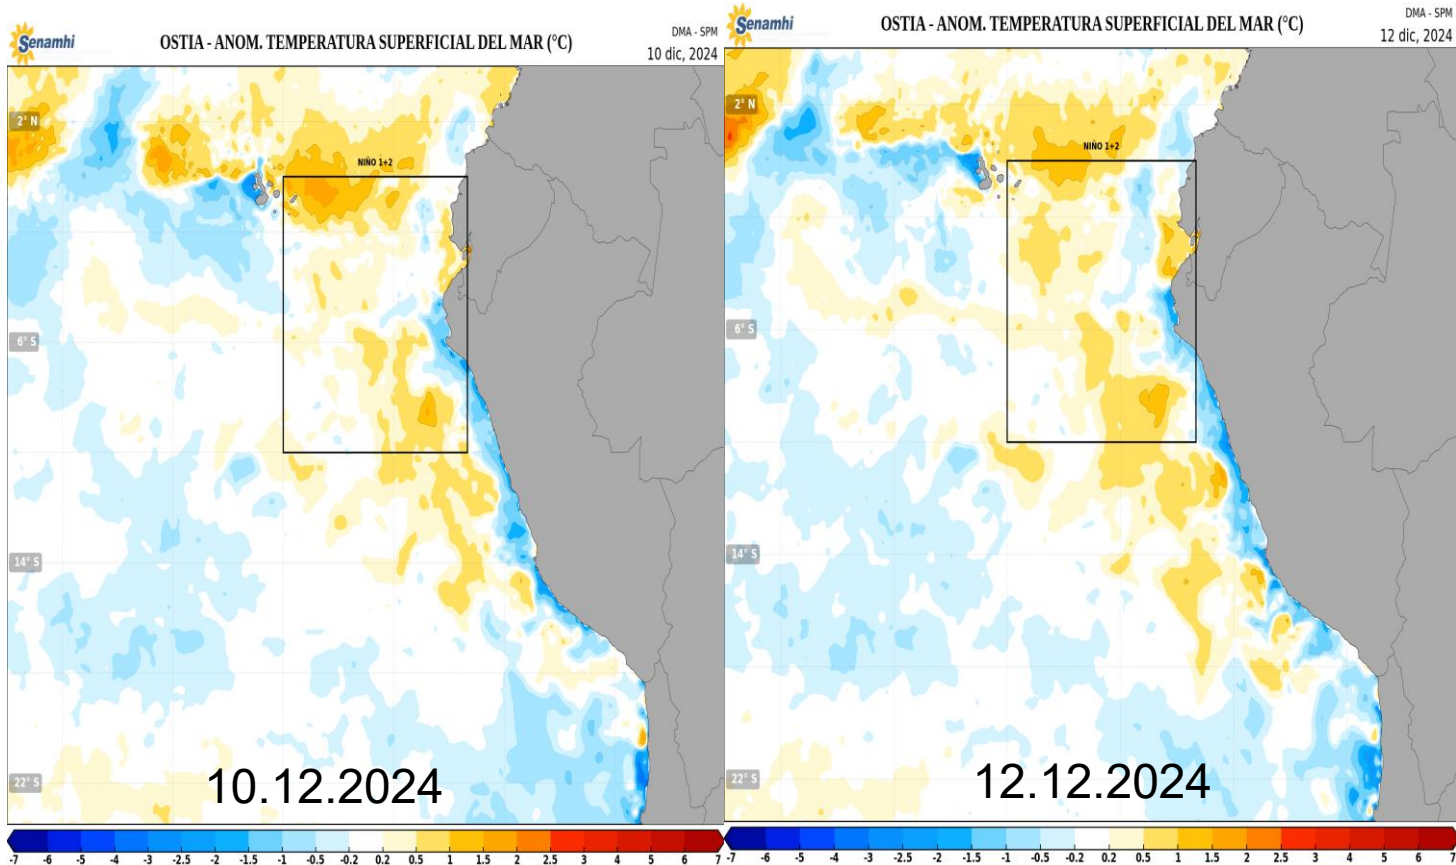 Senamhi
OSTIA - ANOM. TEMPERATURA SUPERFICIAL DEL MAR (°C)
DMA - SPM
10 dic, 2024
2° N
NIÑO 1+2
6° S
14° S
22° S
10.12.2024
-7 -6 -5 -4 -3 -2.5 -2 -1.5 -1 -0.5 -0.2 0.2 0.5 1 1.5 2 2.5 3 4 5 6 7
Senamhi
OSTIA - ANOM. TEMPERATURA SUPERFICIAL DEL MAR (°C)
DMA - SPM
12 dic, 2024
2° N
NIÑO 1+2
6° S
14° S
22° S
12.12.2024
-7 -6 -5 -4 -3 -2.5 -2 -1.5 -1 -0.5 -0.2 0.2 0.5 1 1.5 2 2.5 3 4 5 6 7